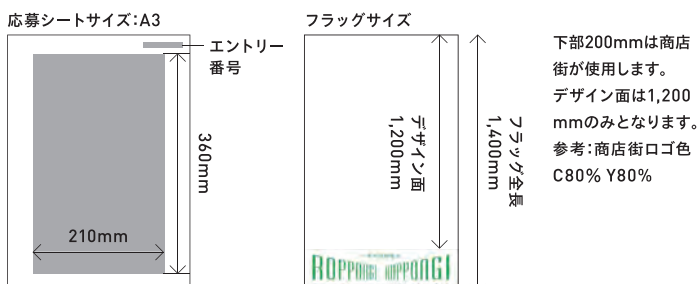 応募シートサイズ:A3
エントリー
番号
360mm
210mm
フラッグサイズ
デザイン面
1,200mm
フラッグ全長
1,400mm
ROPPONGI ROPPONGI
下部200mmは商店
街が使用します。
デザイン面は1,200
mmのみとなります。
参考:商店街ロゴ色
C80% Y80%